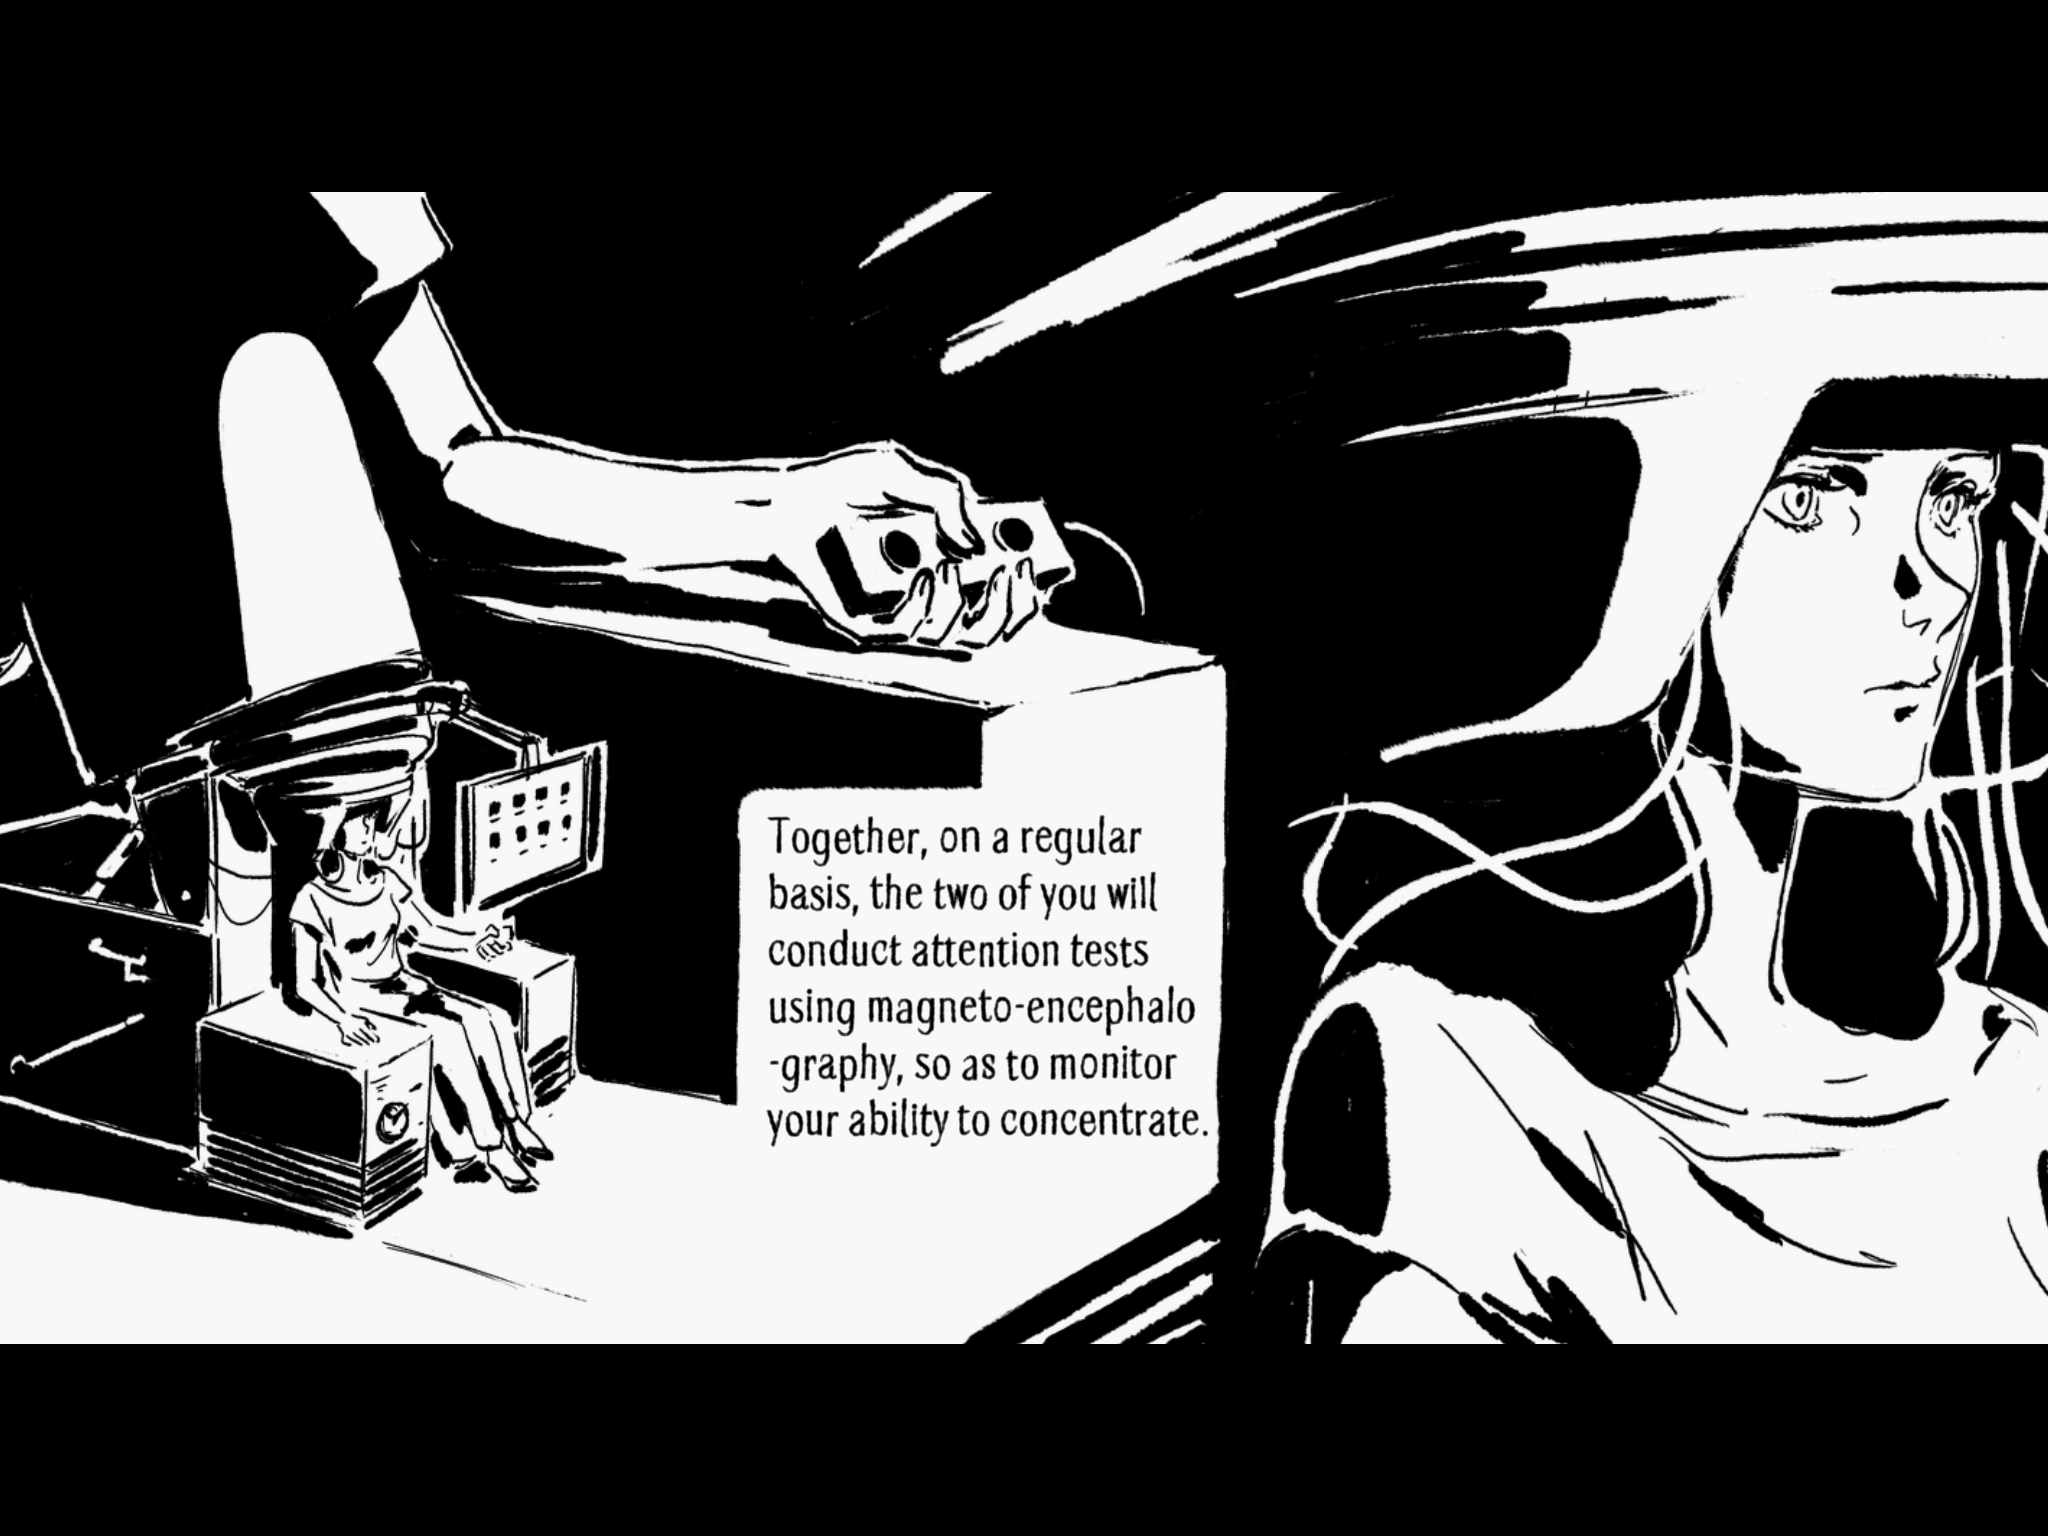 Together, on a regular
basis, the two of you will
conduct attention tests
using magneto-encephalo
-graphy, so as to monitor
your ability to concentrate.